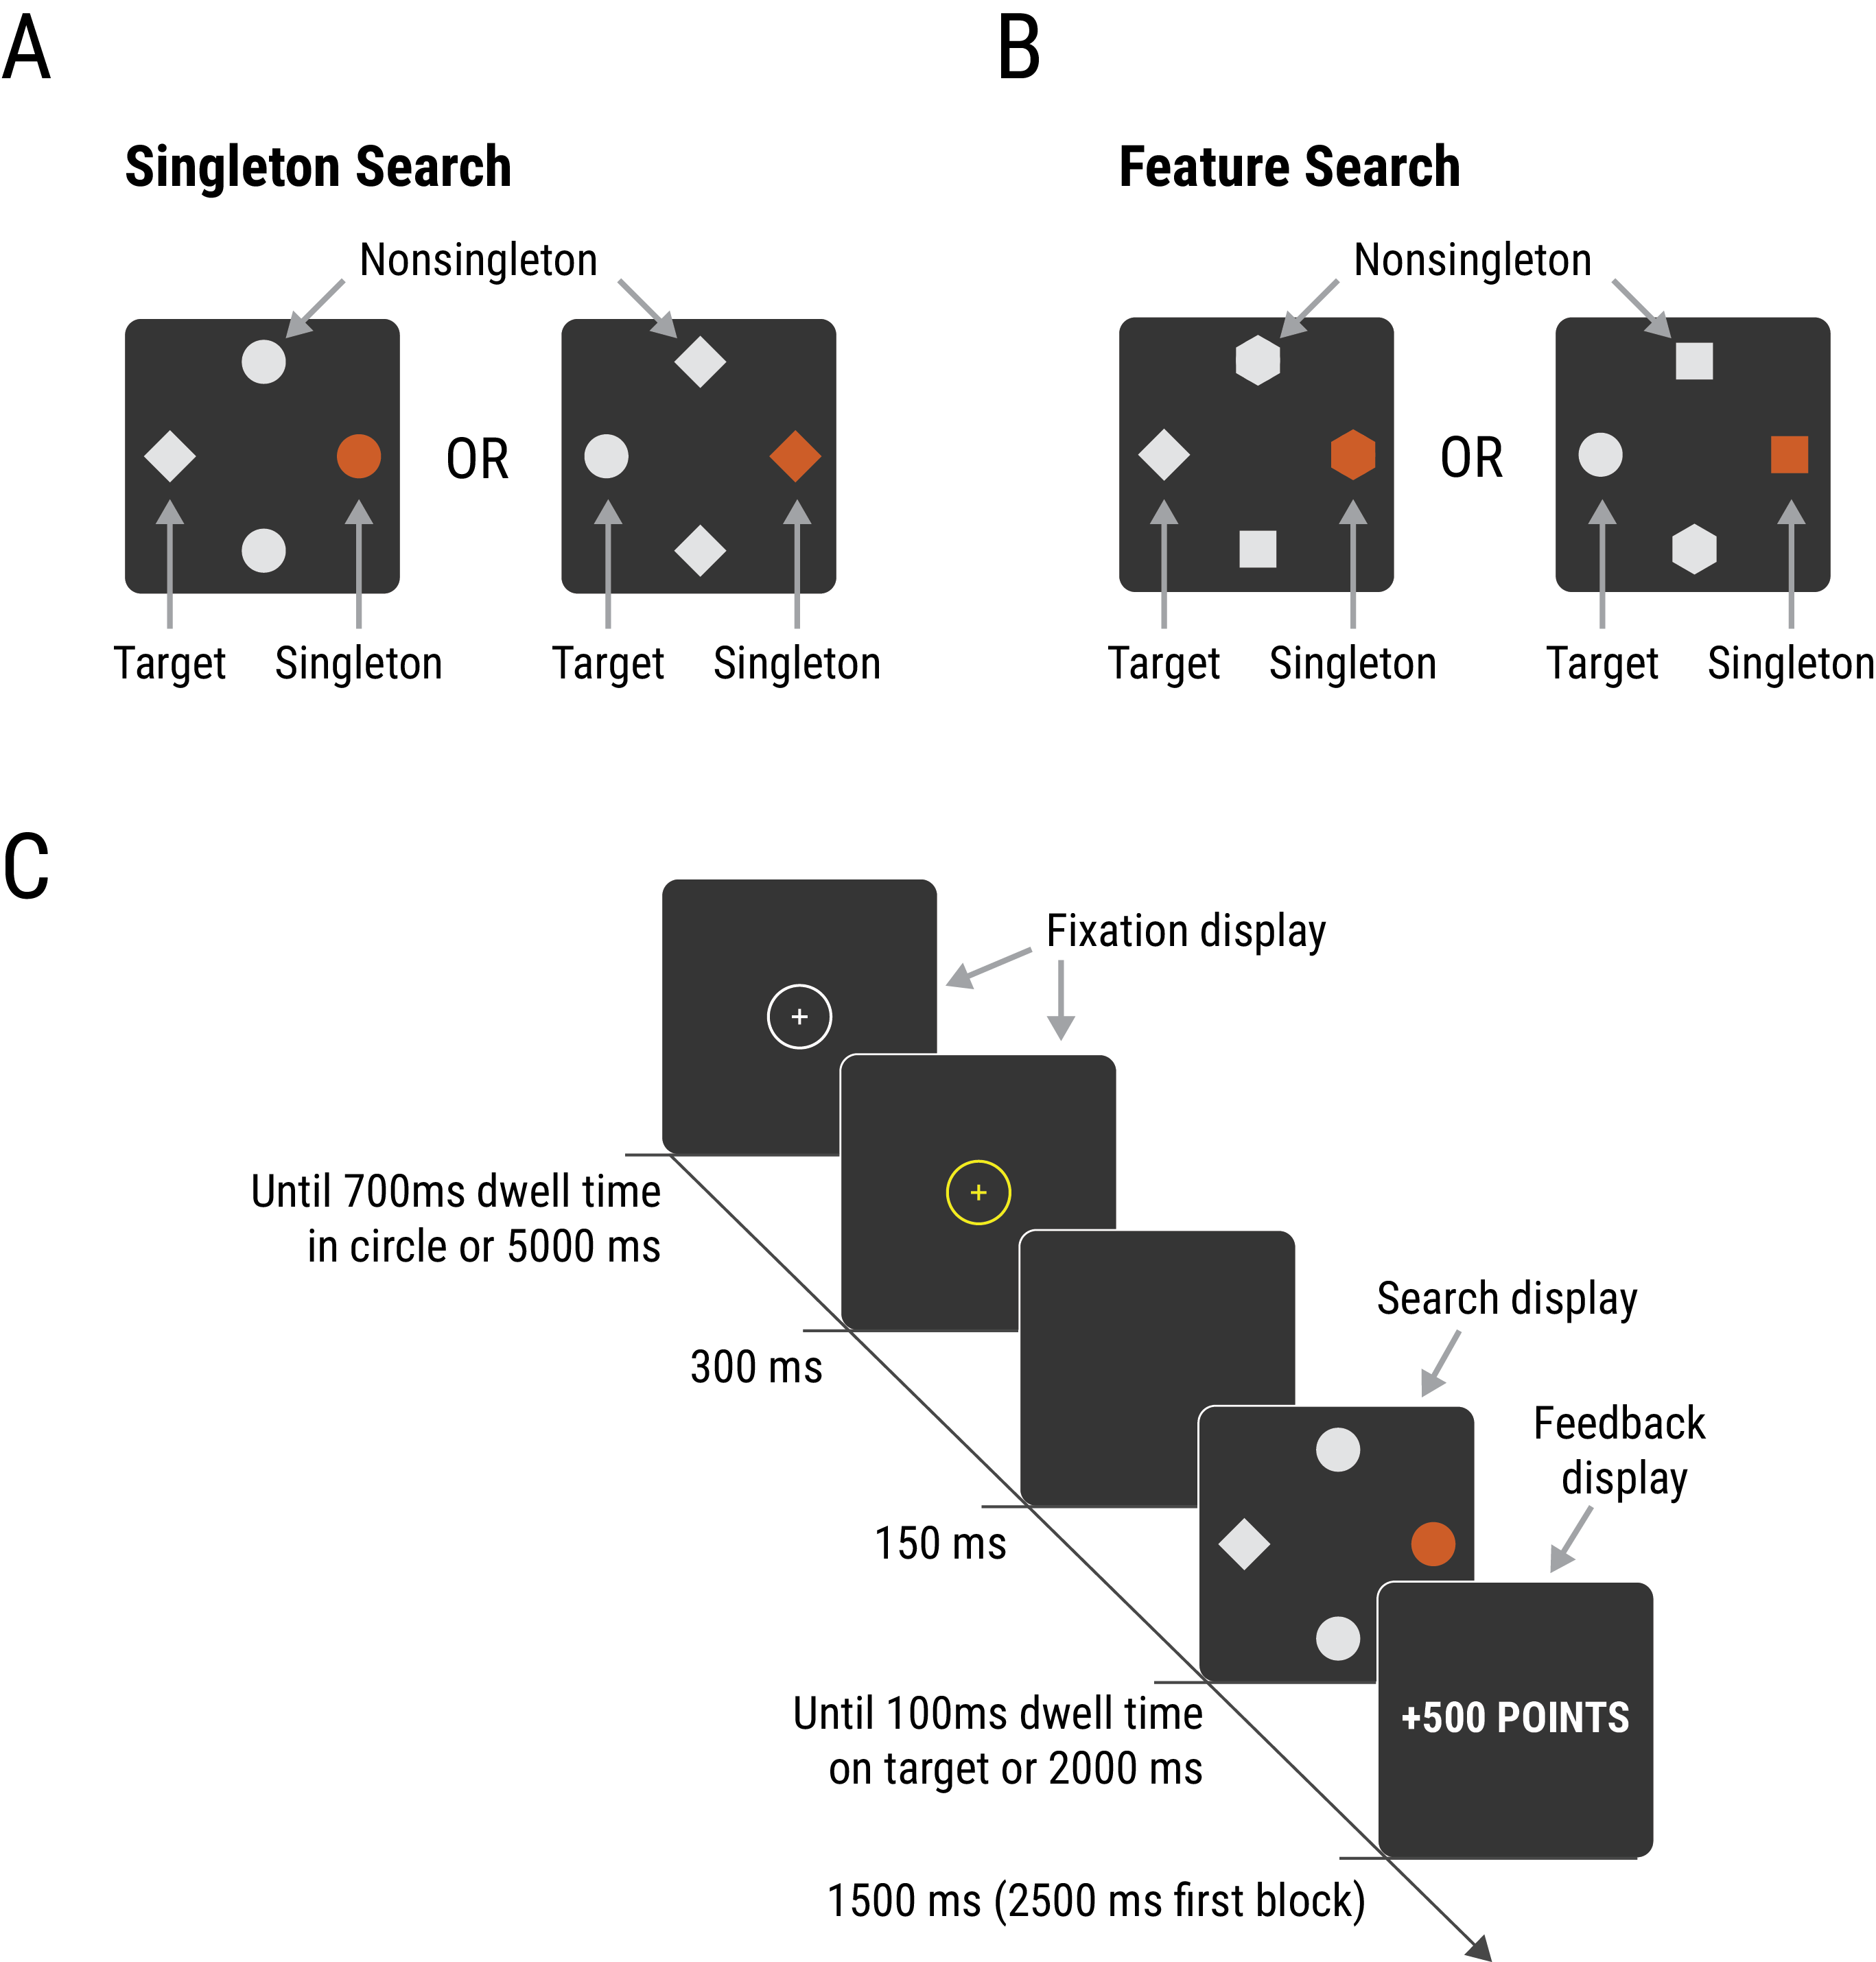 A
B
Singleton Search
Feature Search
Nonsingleton
Nonsingleton
OR
OR
Target
Singleton
Target
Singleton
Target
Singleton
Target
Singleton
C
Fixation display
Until 700ms dwell time
in circle or 5000 ms
300 ms
Search display
Feedback
display
150 ms
+500 POINTS
Until 100ms dwell time
on target or 2000 ms
1500 ms (2500 ms first block)